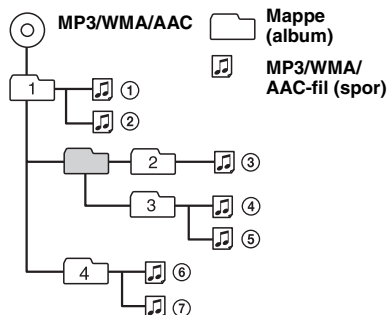 MP3/WMA/AAC
Mappe
(album)
MP3/WMA/
AAC-fil (spor)
1
①
②
2
③
3
④
⑤
4
⑥
⑦